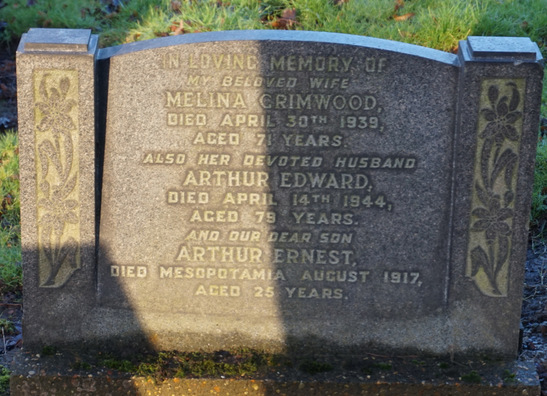 IN LOVING MEMORY OF
MY BELOVED WIFE
MELINA GRIMWOOD,
DIED APRIL 30TH 1939,
AGED 71 YEARS.
ALSO HER DEVOTED HUSBAND
ARTHUR EDWARD,
DIED APRIL 14TH 1944,
AGED 79 YEARS.
AND OUR DEAR SON
ARTHUR ERNEST,
DIED MESOPOTAMIA AUGUST 1917,
AGED 25 YEARS.